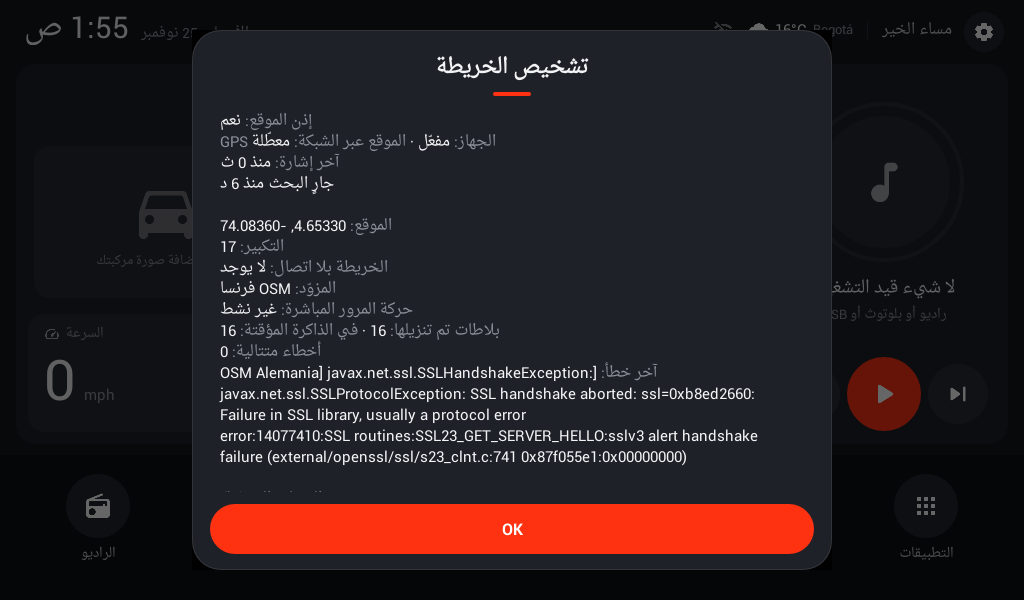 1:55 ص
مساء الخير
16°C
Bogotá
تشخيص الخريطة
إذن الموقع: نعم
GPS الجهاز: مفعّل · الموقع عبر الشبكة: معطّلة
آخر إشارة: منذ 0 ث
جارٍ البحث منذ 6 د
الموقع: 4.65330, -74.08360
التكبير: 17
الخريطة بلا اتصال: لا يوجد
المزوّد: OSM فرنسا
حركة المرور المباشرة: غير نشط
بلاطات تم تنزيلها: 16 · في الذاكرة المؤقتة: 16
أخطاء متتالية: 0
آخر خطأ: [OSM Alemania] javax.net.ssl.SSLHandshakeException:
javax.net.ssl.SSLProtocolException: SSL handshake aborted: ssl=0xb8ed2660:
Failure in SSL library, usually a protocol error
error:14077410:SSL routines:SSL23_GET_SERVER_HELLO:sslv3 alert handshake
failure (external/openssl/ssl/s23_clnt.c:741 0x87f055e1:0x00000000)
OK
صورة مركبتك
السرعة
0 mph
لا شيء قيد
راديو أو بلوتوث أو
الراديو
التطبيقات